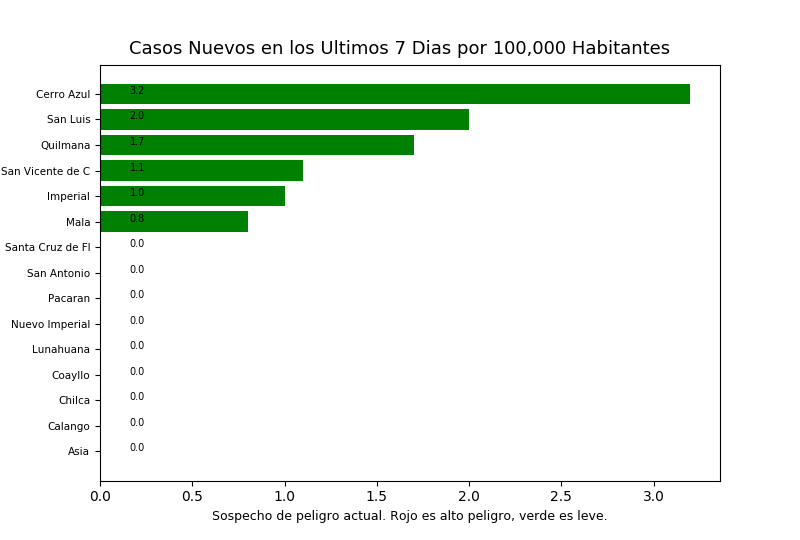 Casos Nuevos en los Ultimos 7 Dias por 100,000 Habitantes
Cerro Azul 3.2
San Luis 2.0
Quilmana 1.7
San Vicente de C 1.1
Imperial 1.0
Mala 0.8
Santa Cruz de Fl 0.0
San Antonio 0.0
Pacaran 0.0
Nuevo Imperial 0.0
Lunahuana 0.0
Coayllo 0.0
Chilca 0.0
Calango 0.0
Asia 0.0
0.0 0.5 1.0 1.5 2.0 2.5 3.0
Sospecho de peligro actual. Rojo es alto peligro, verde es leve.